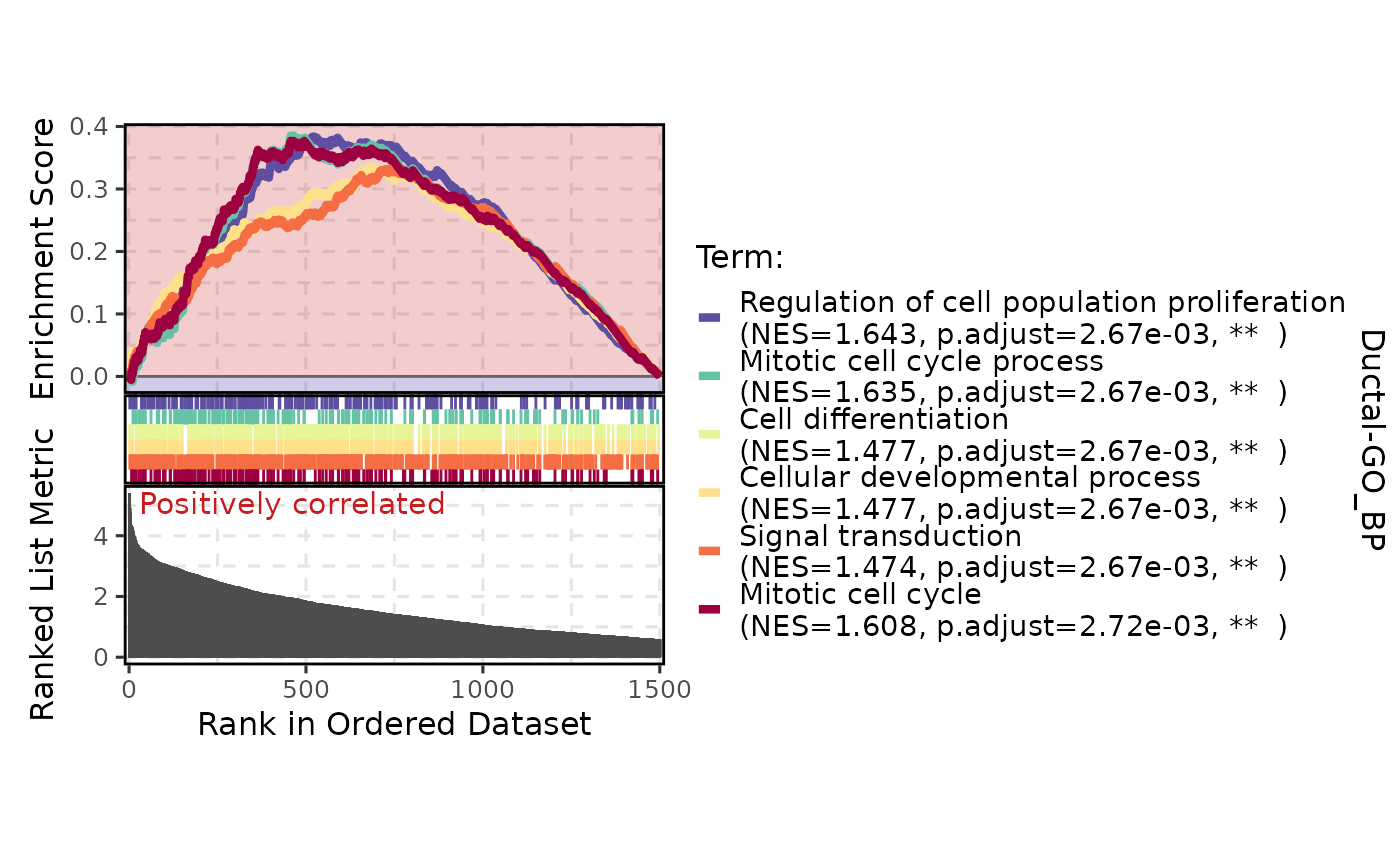 Enrichment Score
0.4
0.3
0.2
0.1
0.0
Ranked List Metric
Positively correlated
4
2
0
0
500
1000
1500
Rank in Ordered Dataset
Term:
Regulation of cell population proliferation
(NES=1.643, p.adjust=2.67e-03, **  )
Mitotic cell cycle process
(NES=1.635, p.adjust=2.67e-03, **  )
Cell differentiation
(NES=1.477, p.adjust=2.67e-03, **  )
Cellular developmental process
(NES=1.477, p.adjust=2.67e-03, **  )
Signal transduction
(NES=1.474, p.adjust=2.67e-03, **  )
Mitotic cell cycle
(NES=1.608, p.adjust=2.72e-03, **  )
Ductal-GO_BP